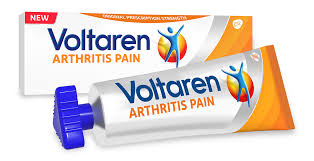 NEW
ORIGINAL PRESCRIPTION STRENGTH
Voltaren
ARTHRITIS PAIN
Voltaren
ARTHRITIS PAIN